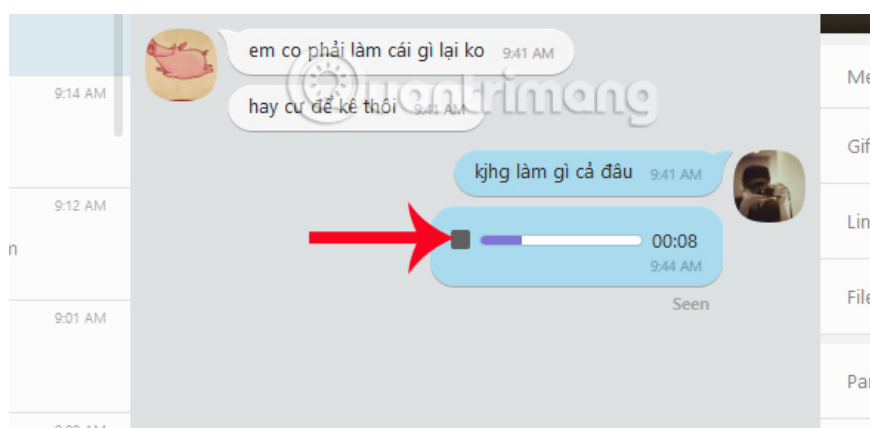 em co phải làm cái gì lại ko 9:41 AM
9:14 AM
hay cứ để kê thôi 9:41 AM
Quantrimang
kjhg làm gì cả đâu 9:41 AM
9:12 AM
00:08
9:44 AM
Seen
9:01 AM
Me
Gif
Lin
File
Par